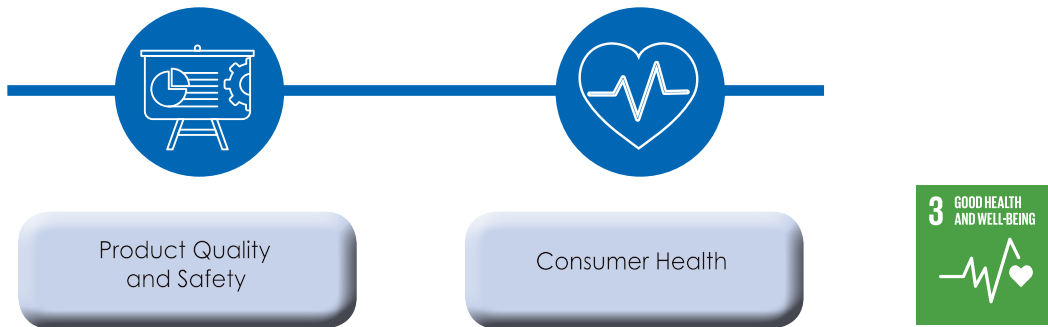 Product Quality
and Safety
Consumer Health
3 GOOD HEALTH
AND WELL-BEING